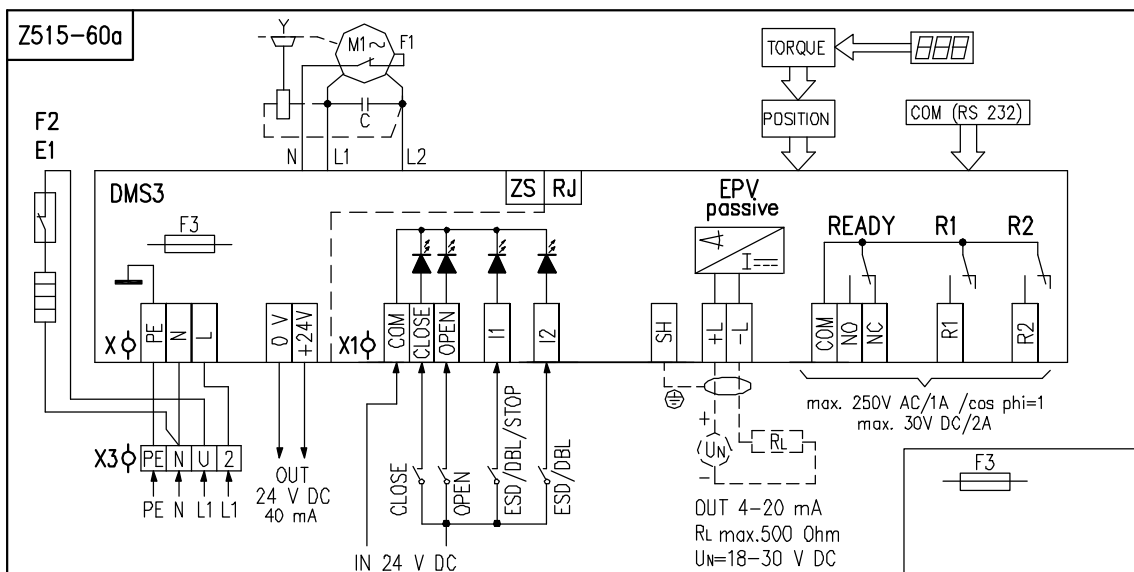 Z515-60a
Y
M1~
F1
C
N
L1
L2
TORQUE
POSITION
COM (RS 232)
F2
E1
DMS3
F3
ZS
RJ
EPV
passive
I
READY
R1
R2
X
PE
N
L
0 V
+24V
X1
COM
CLOSE
OPEN
I1
I2
SH
+L
-L
COM
NO
NC
R1
R2
max. 250V AC/1A /cos phi=1
max. 30V DC/2A
X3
PE
N
U
2
PE
N
L1
L1
OUT
24 V DC
40 mA
CLOSE
OPEN
ESD/DBL/STOP
ESD/DBL
IN 24 V DC
+
UN
-
RL
OUT 4-20 mA
RL max.500 Ohm
UN=18-30 V DC
F3